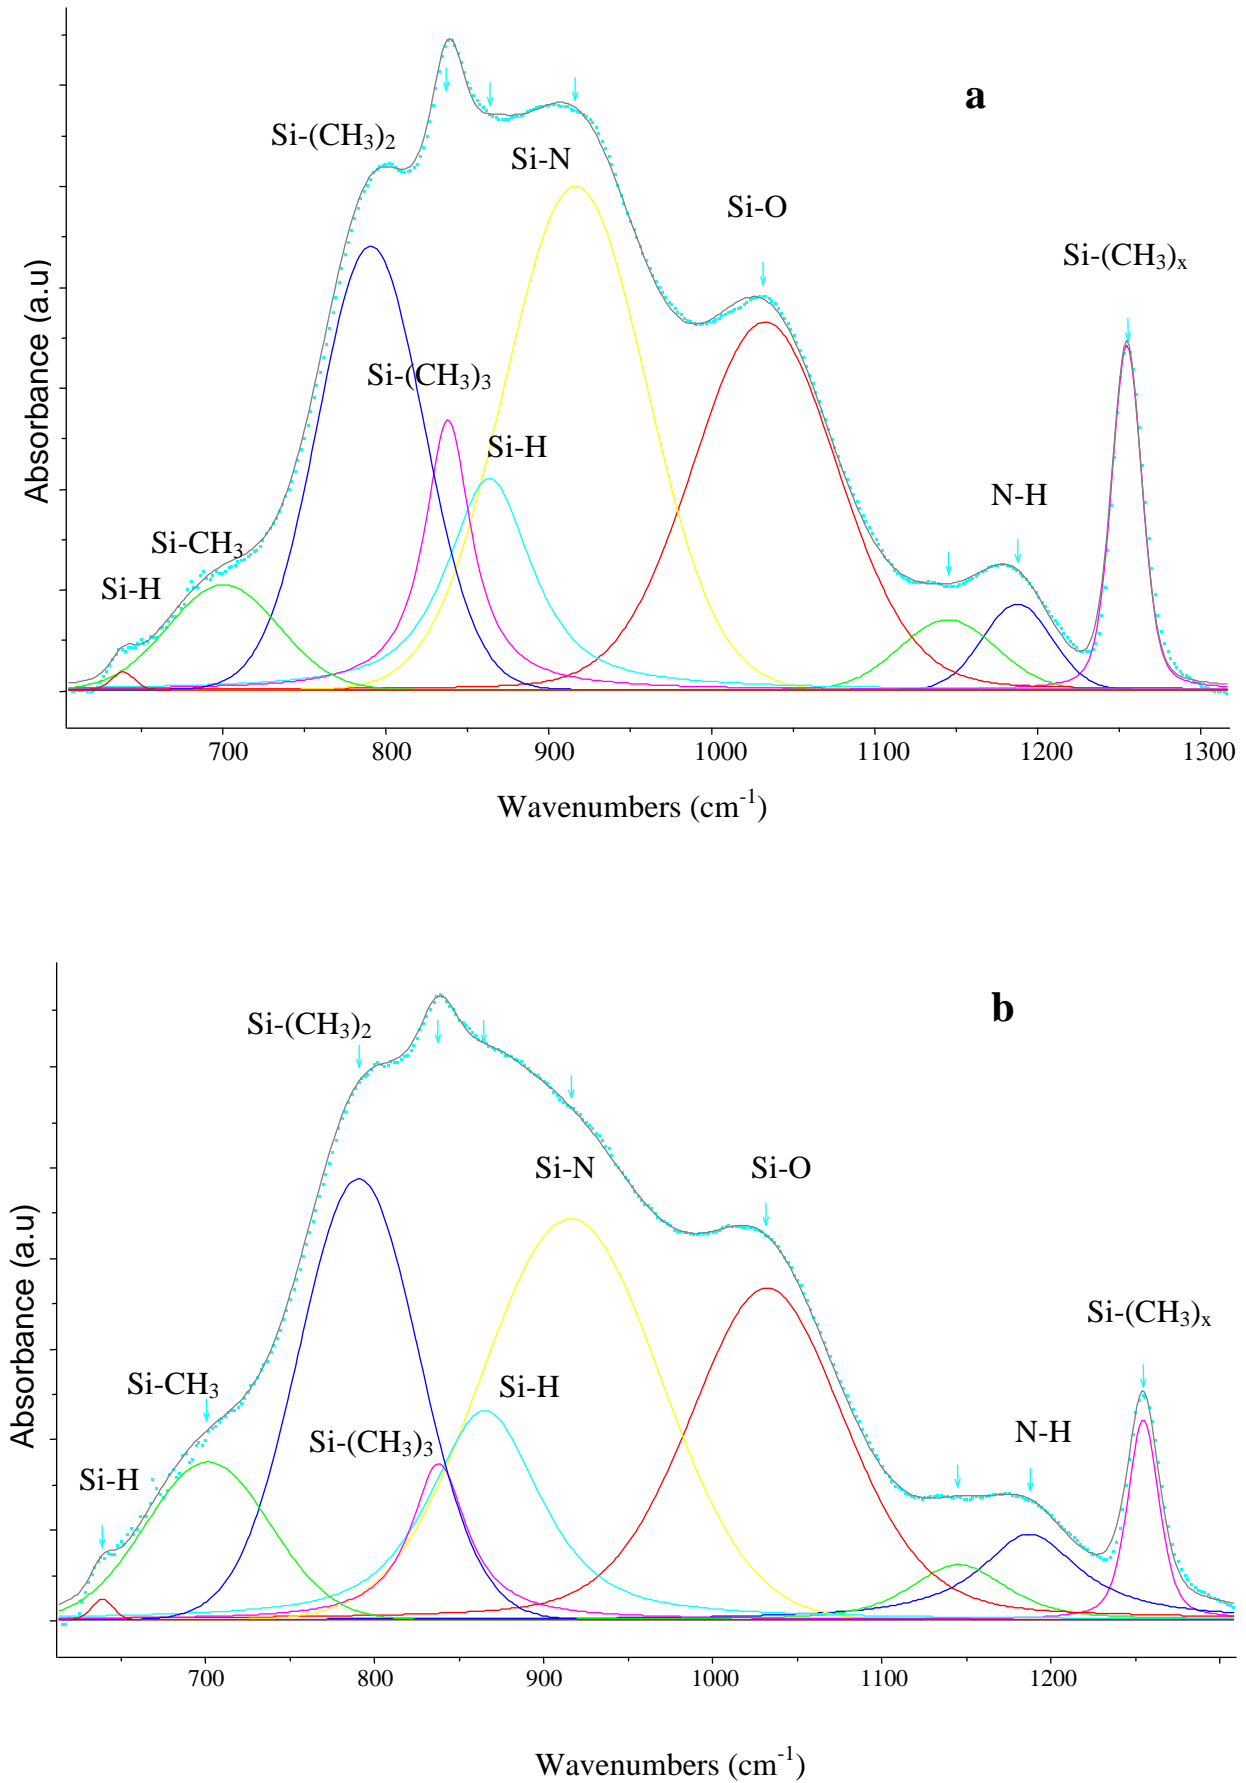 a
Si-(CH₃)₂
Si-N
Si-O
Si-(CH₃)ₓ
Si-(CH₃)₃
Si-H
N-H
Si-CH₃
Si-H
Absorbance (a.u)
700 800 900 1000 1100 1200 1300
Wavenumbers (cm⁻¹)
b
Si-(CH₃)₂
Si-N
Si-O
Si-(CH₃)ₓ
Si-CH₃
Si-H
Si-(CH₃)₃
N-H
Si-H
Absorbance (a.u)
700 800 900 1000 1100 1200
Wavenumbers (cm⁻¹)